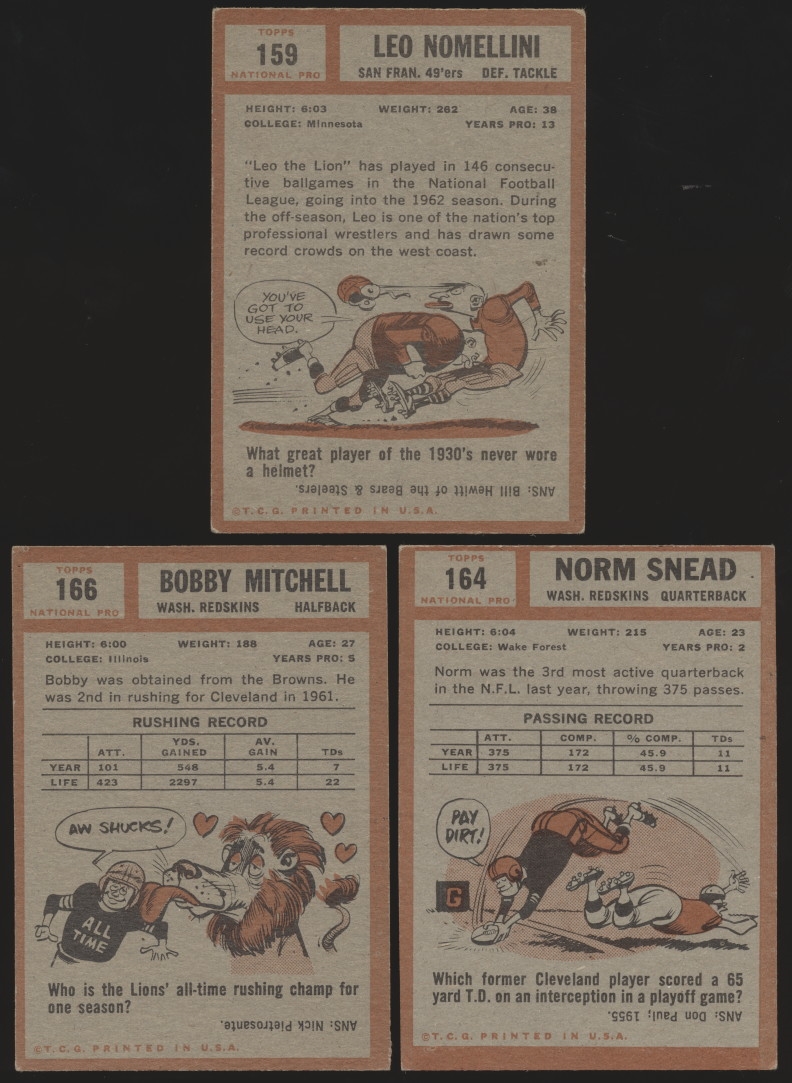 TOPPS
159
NATIONAL PRO
LEO NOMELLINI
SAN FRAN. 49'ers DEF. TACKLE
HEIGHT: 6:03 WEIGHT: 262 AGE: 38
COLLEGE: Minnesota YEARS PRO: 13
"Leo the Lion" has played in 146 consecu-
tive ballgames in the National Football
League, going into the 1962 season. During
the off-season, Leo is one of the nation's top
professional wrestlers and has drawn some
record crowds on the west coast.
YOU'VE
GOT TO
USE YOUR
HEAD.
What great player of the 1930's never wore
a helmet?
ANS: Bill Hewitt of the Bears & Steelers.
©T.C.G. PRINTED IN U.S.A.
TOPPS
166
NATIONAL PRO
BOBBY MITCHELL
WASH. REDSKINS HALFBACK
HEIGHT: 6:00 WEIGHT: 188 AGE: 27
COLLEGE: Illinois YEARS PRO: 5
Bobby was obtained from the Browns. He
was 2nd in rushing for Cleveland in 1961.
RUSHING RECORD
ATT. YDS. GAINED AV. GAIN TDs
YEAR 101 548 5.4 7
LIFE 423 2297 5.4 22
AW SHUCKS!
ALL
TIME
Who is the Lions' all-time rushing champ for
one season?
ANS: Nick Pietrosante.
©T.C.G. PRINTED IN U.S.A.
TOPPS
164
NATIONAL PRO
NORM SNEAD
WASH. REDSKINS QUARTERBACK
HEIGHT: 6:04 WEIGHT: 215 AGE: 23
COLLEGE: Wake Forest YEARS PRO: 2
Norm was the 3rd most active quarterback
in the N.F.L. last year, throwing 375 passes.
PASSING RECORD
ATT. COMP. % COMP. TDs
YEAR 375 172 45.9 11
LIFE 375 172 45.9 11
PAY
DIRT!
G
Which former Cleveland player scored a 65
yard T.D. on an interception in a playoff game?
ANS: Don Paul; 1955.
©T.C.G. PRINTED IN U.S.A.